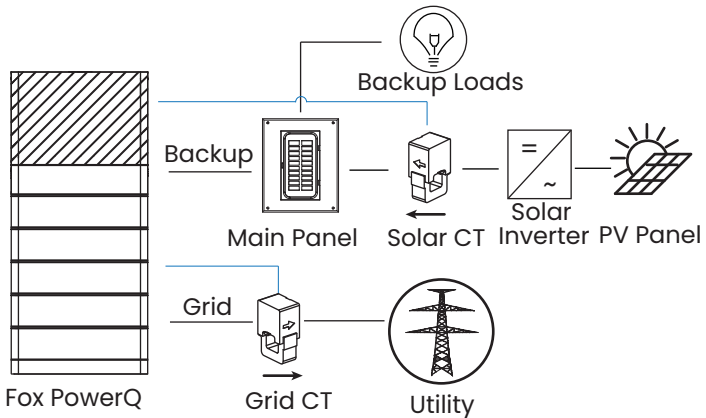 Backup Loads
Backup
Main Panel
Solar CT
Solar
Inverter
PV Panel
Grid
Fox PowerQ
Grid CT
Utility